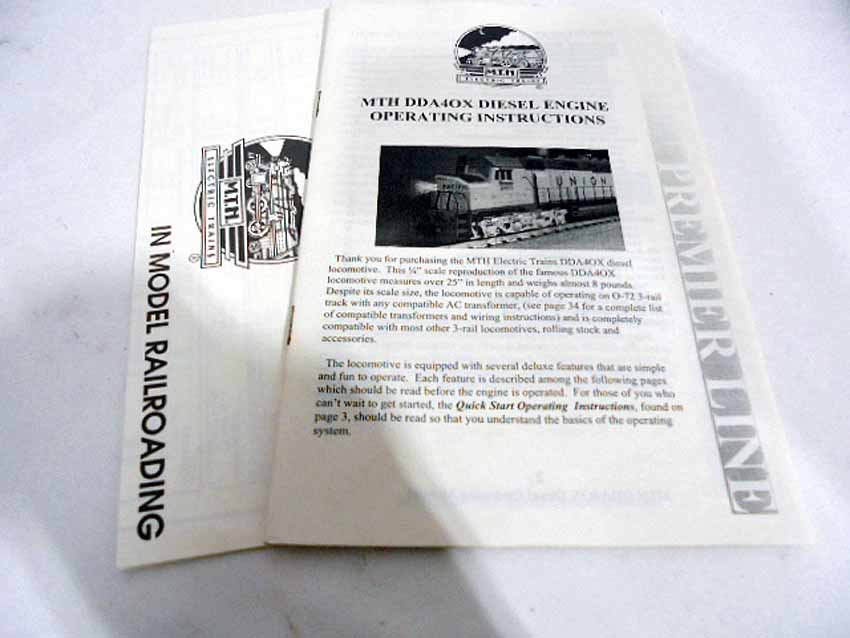 M.T.H
ELECTRIC TRAINS
MTH DDA4OX DIESEL ENGINE
OPERATING INSTRUCTIONS
PACIFIC
UNION
Thank you for purchasing the MTH Electric Trains DDA4OX diesel
locomotive. This ¼" scale reproduction of the famous DDA4OX
locomotive measures over 25" in length and weighs almost 8 pounds.
Despite its scale size, the locomotive is capable of operating on O-72 3-rail
track with any compatible AC transformer, (see page 34 for a complete list
of compatible transformers and wiring instructions) and is completely
compatible with most other 3-rail locomotives, rolling stock and
accessories.
The locomotive is equipped with several deluxe features that are simple
and fun to operate. Each feature is described among the following pages
which should be read before the engine is operated. For those of you who
can't wait to get started, the Quick Start Operating Instructions, found on
page 3, should be read so that you understand the basics of the operating
system.
PREMIER LINE
M.T.H
ELECTRIC TRAINS
®
IN MODEL RAILROADING